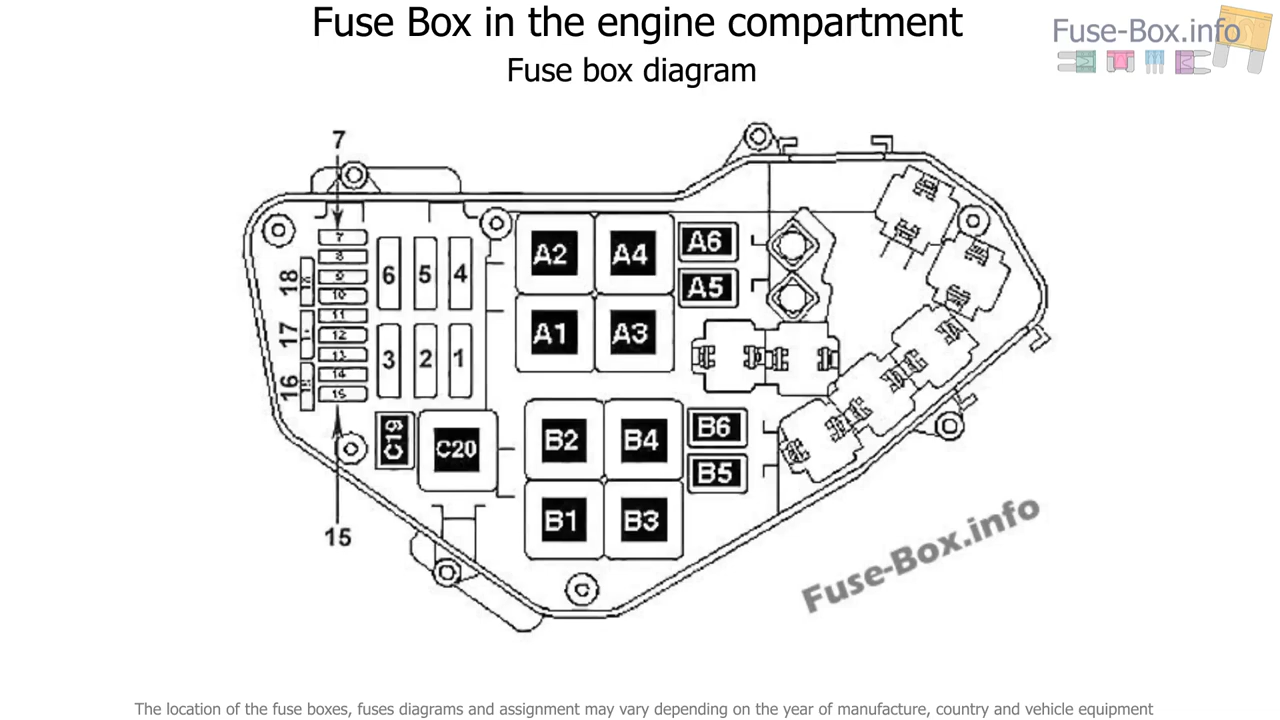 Fuse Box in the engine compartment
Fuse box diagram
Fuse-Box.info
7
7
8
9
10
11
12
13
14
15
18
17
16
6 5 4
3 2 1
A2 A4 A6
A5
A1 A3
C19
C20
B2 B4 B6
B5
B1 B3
15
Fuse-Box.info
The location of the fuse boxes, fuses diagrams and assignment may vary depending on the year of manufacture, country and vehicle equipment